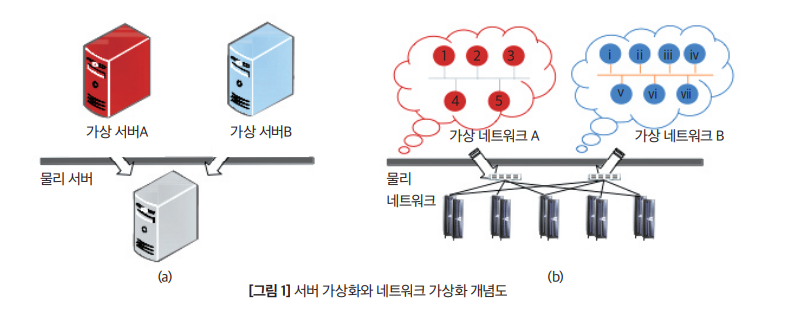 가상 서버A
가상 서버B
물리 서버
(a)
1 2 3
4 5
가상 네트워크 A
i ii iii iv
v vi vii
가상 네트워크 B
물리
네트워크
(b)
[그림 1] 서버 가상화와 네트워크 가상화 개념도